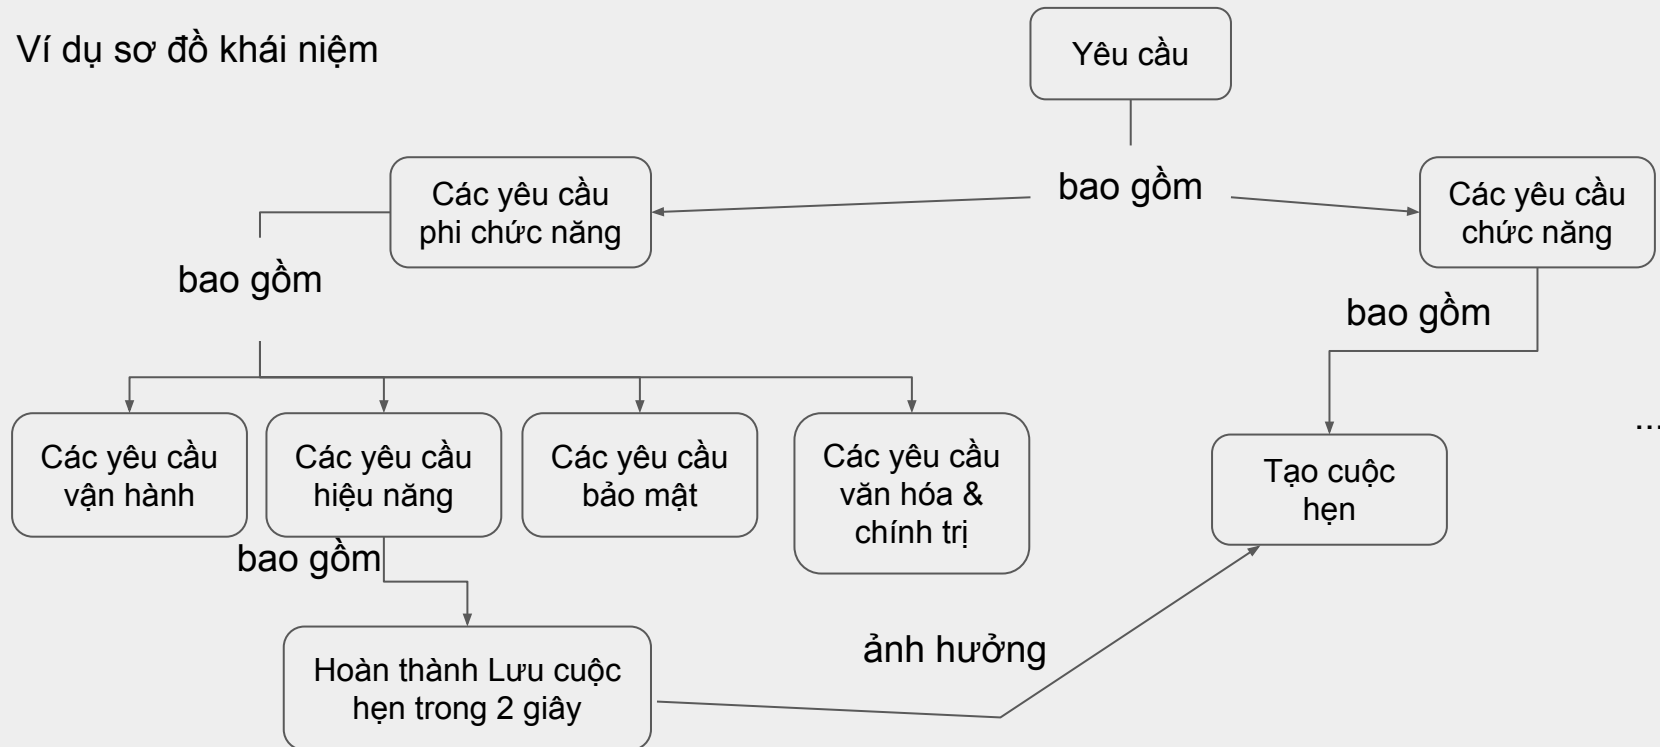 Ví dụ sơ đồ khái niệm
Yêu cầu
bao gồm
Các yêu cầu
phi chức năng
Các yêu cầu
chức năng
bao gồm
bao gồm
Các yêu cầu
vận hành
Các yêu cầu
hiệu năng
Các yêu cầu
bảo mật
Các yêu cầu
văn hóa &
chính trị
Tạo cuộc
hẹn
...
bao gồm
Hoàn thành Lưu cuộc
hẹn trong 2 giây
ảnh hưởng